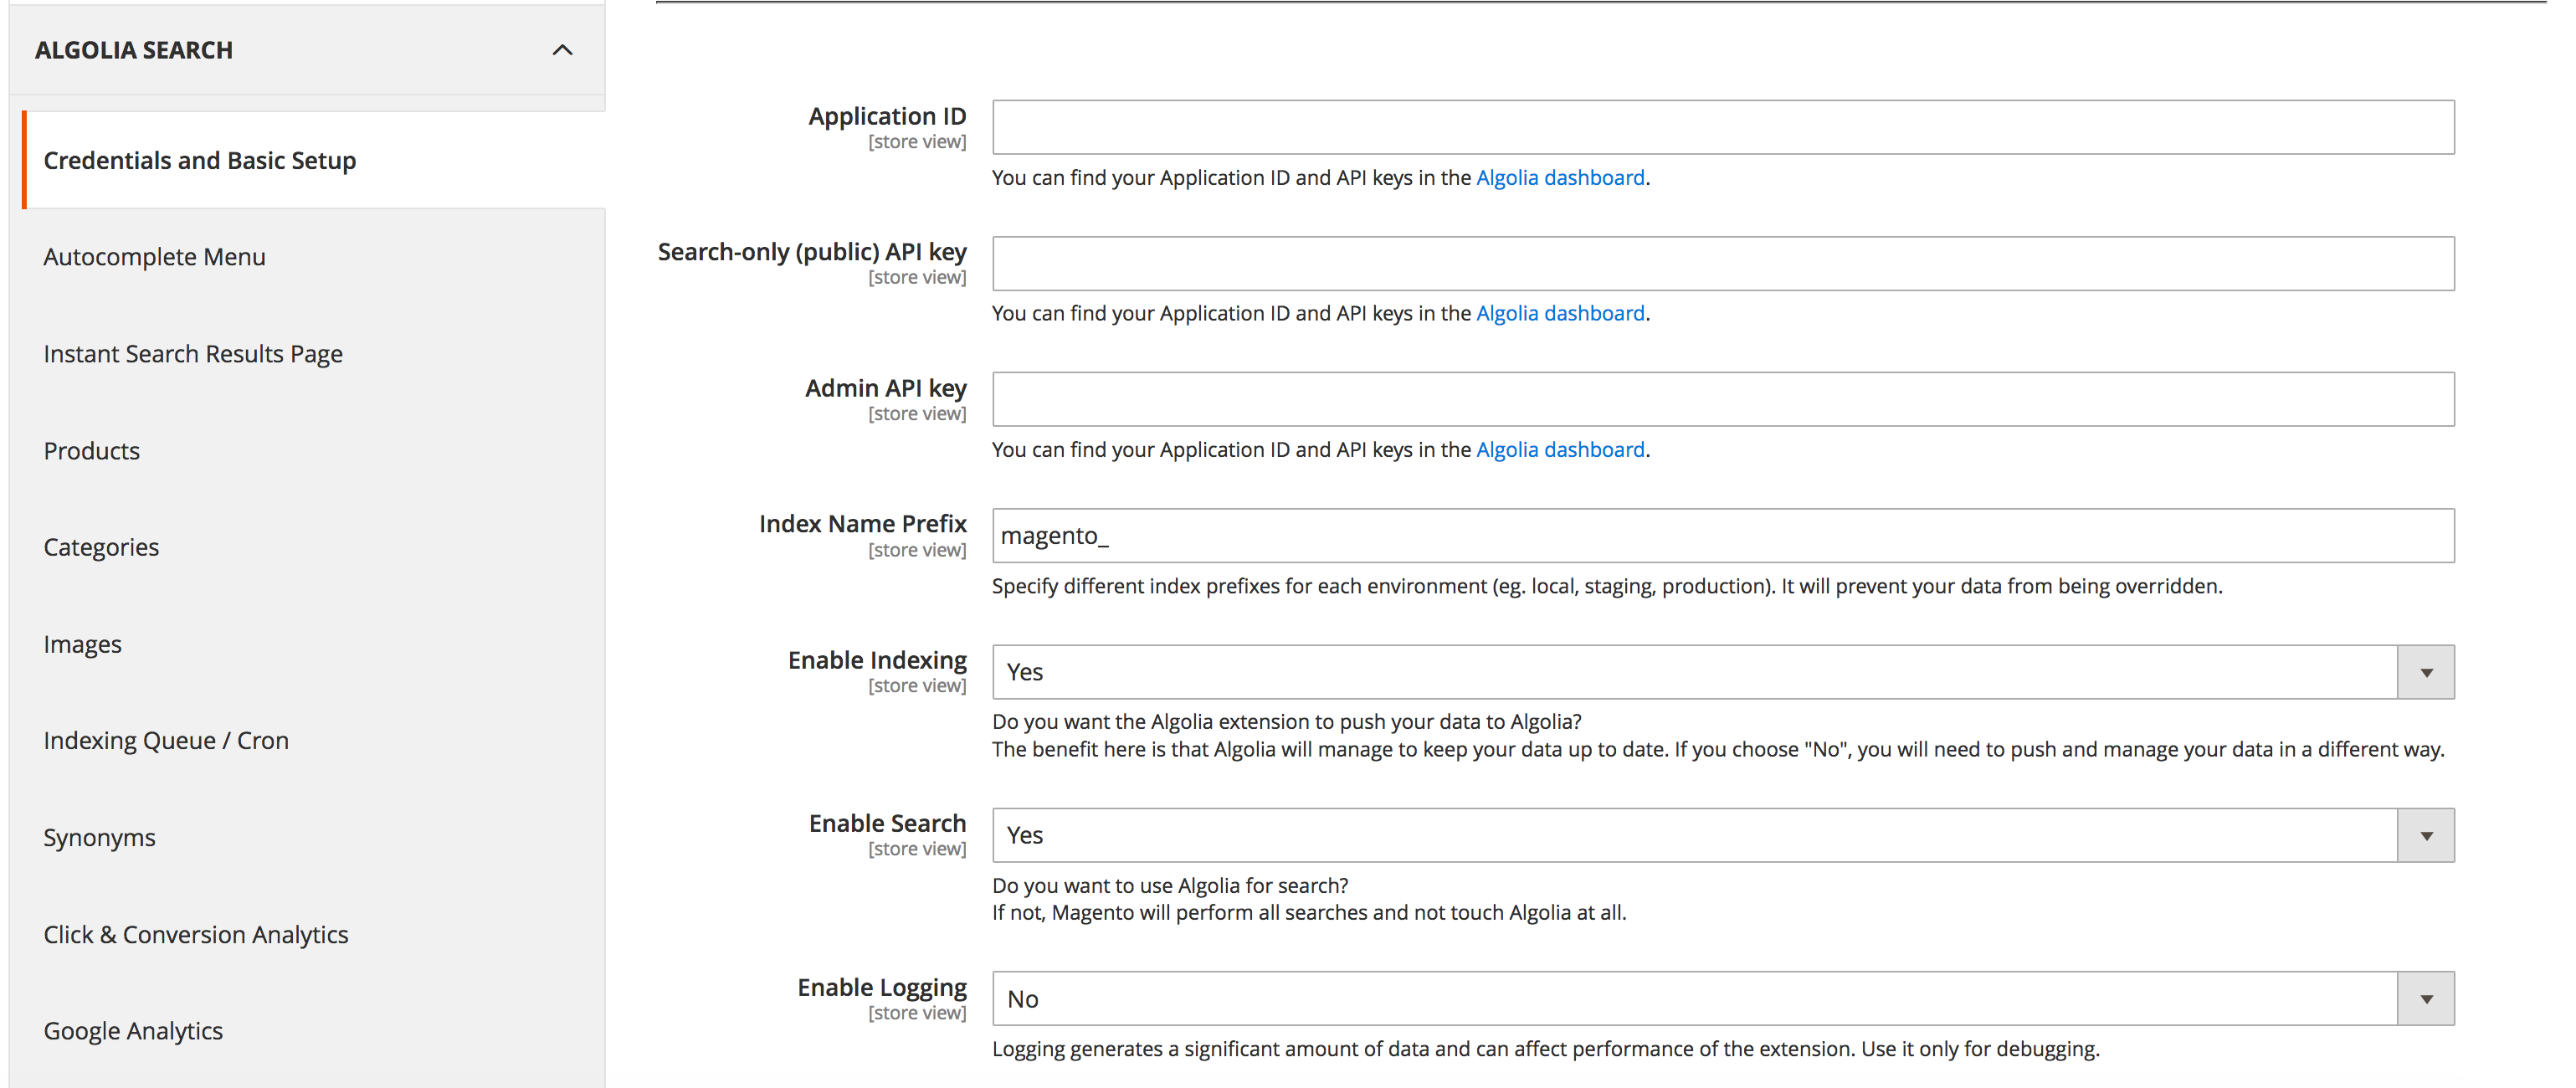 ALGOLIA SEARCH
Credentials and Basic Setup
Autocomplete Menu
Instant Search Results Page
Products
Categories
Images
Indexing Queue / Cron
Synonyms
Click & Conversion Analytics
Google Analytics
Application ID
[store view]
You can find your Application ID and API keys in the Algolia dashboard.
Search-only (public) API key
[store view]
You can find your Application ID and API keys in the Algolia dashboard.
Admin API key
[store view]
You can find your Application ID and API keys in the Algolia dashboard.
Index Name Prefix
[store view]
magento_
Specify different index prefixes for each environment (eg. local, staging, production). It will prevent your data from being overridden.
Enable Indexing
[store view]
Yes
Do you want the Algolia extension to push your data to Algolia?
The benefit here is that Algolia will manage to keep your data up to date. If you choose "No", you will need to push and manage your data in a different way.
Enable Search
[store view]
Yes
Do you want to use Algolia for search?
If not, Magento will perform all searches and not touch Algolia at all.
Enable Logging
[store view]
No
Logging generates a significant amount of data and can affect performance of the extension. Use it only for debugging.